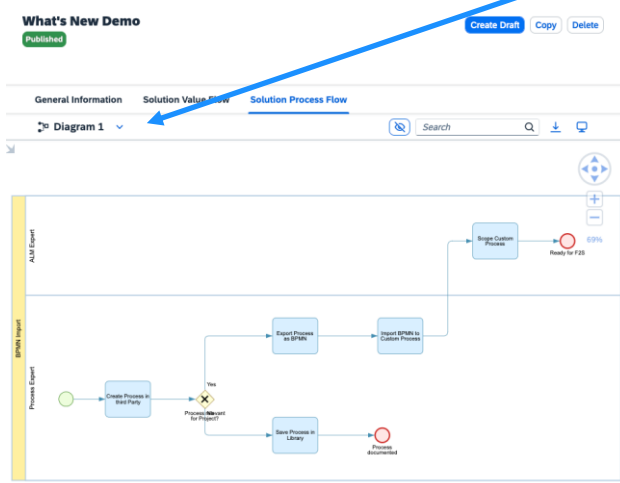 What's New Demo
Create Draft
Copy
Delete
Published
General Information
Solution Value Flow
Solution Process Flow
Diagram 1
Search
69%
BPMN Import
ALM Expert
Scope Custom
Process
Ready for F2S
Process Expert
Create Process in
third Party
Yes
Process
for Project?
No
Export Process
as BPMN
Import BPMN to
Custom Process
Save Process in
Library
Process
documented